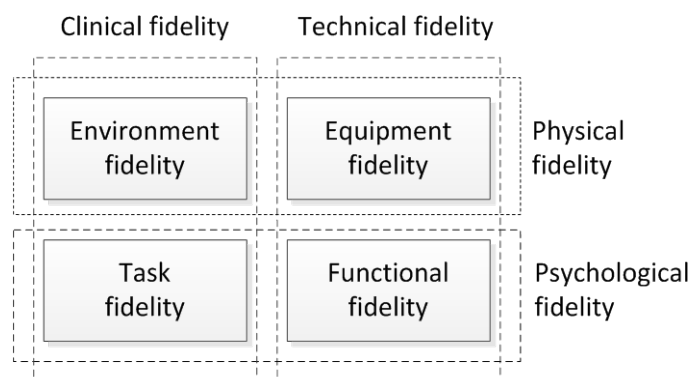 Clinical fidelity
Technical fidelity
Environment
fidelity
Equipment
fidelity
Physical
fidelity
Task
fidelity
Functional
fidelity
Psychological
fidelity